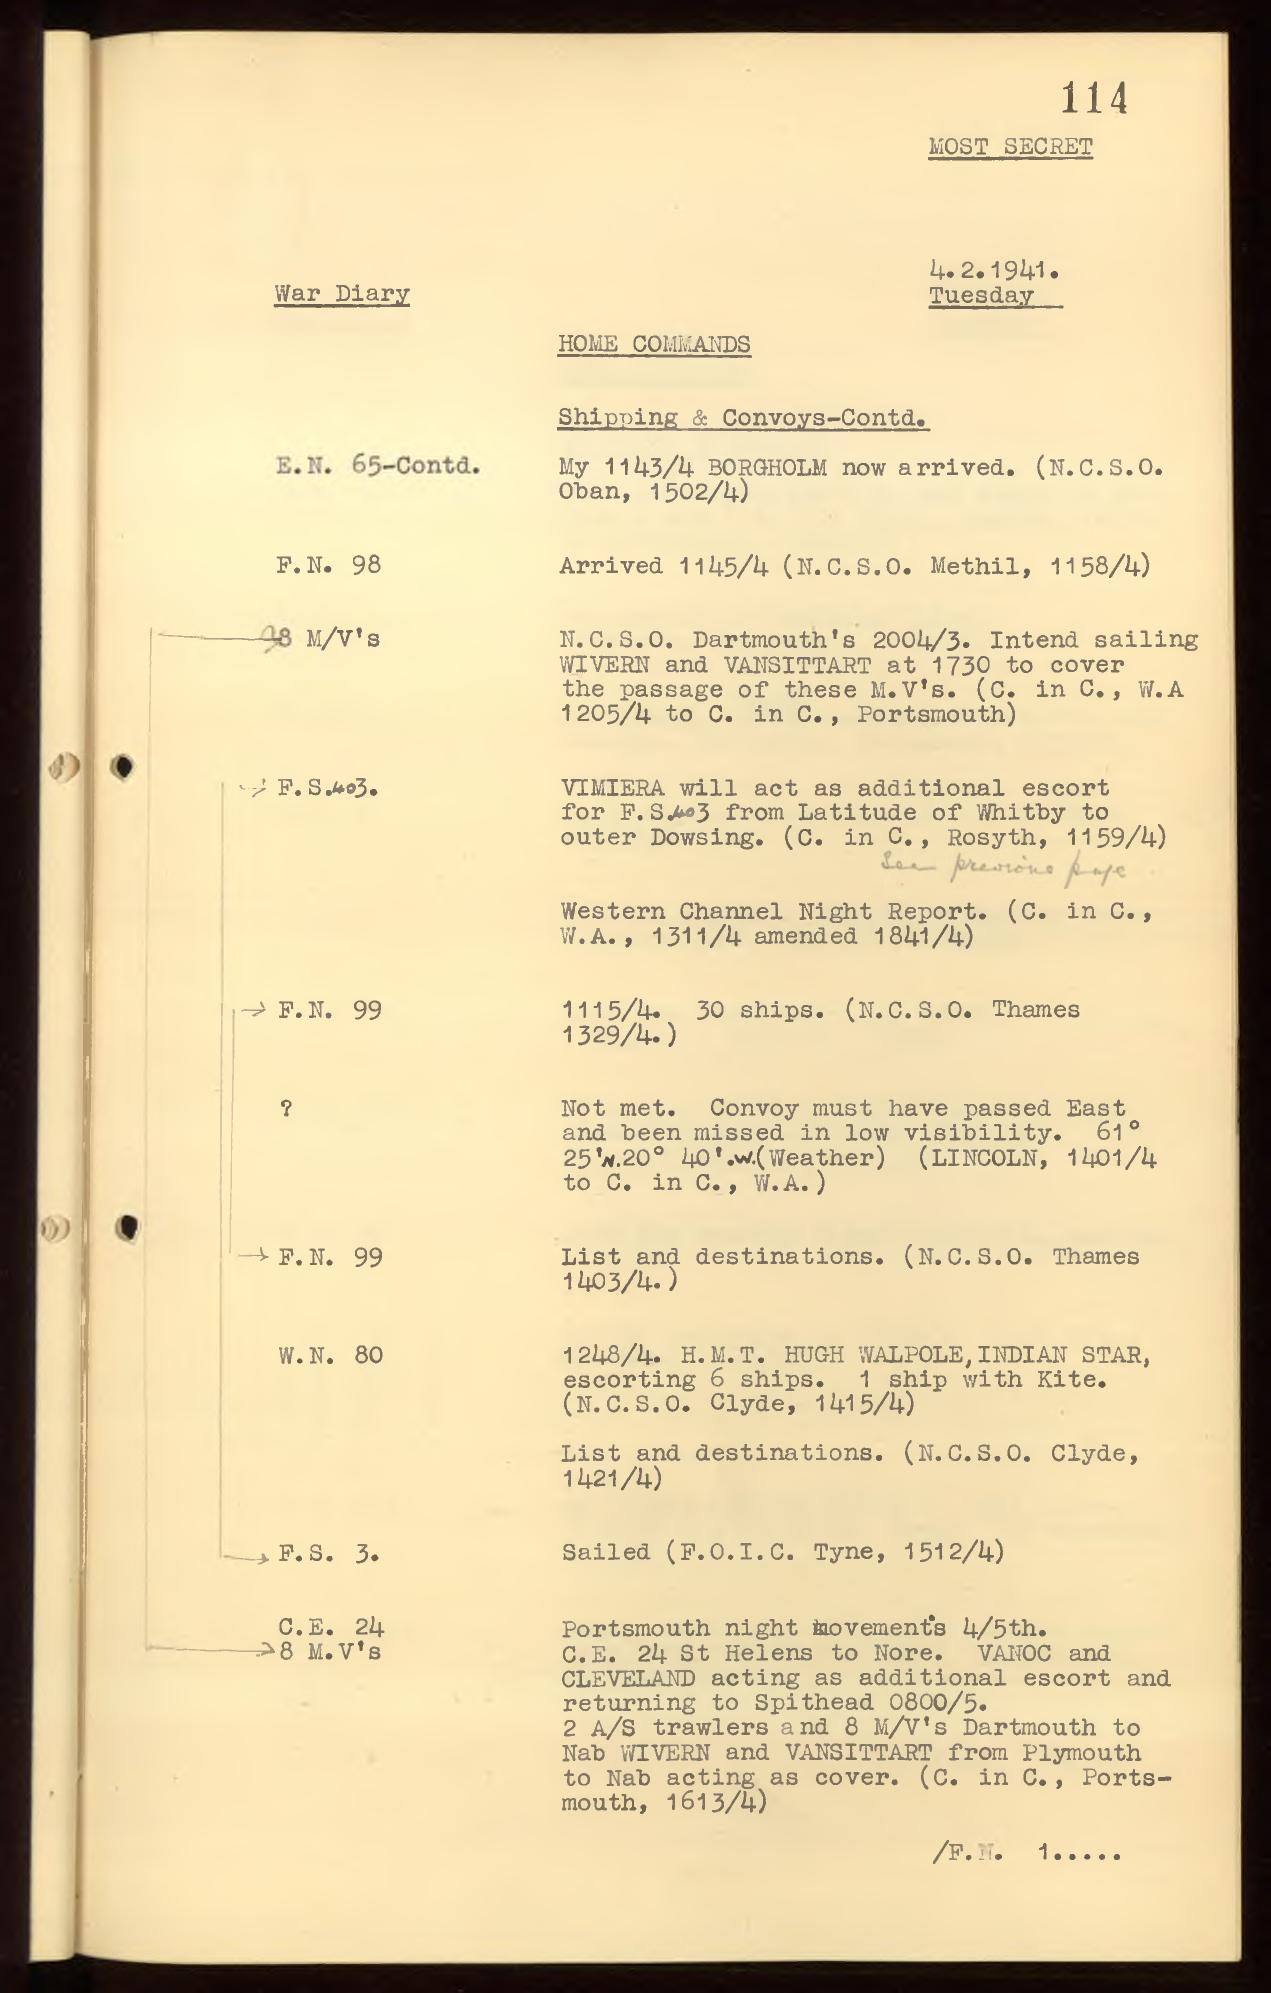 114
MOST SECRET
4.2.1941.
War Diary
Tuesday
HOME COMMANDS
Shipping & Convoys-Contd.
E.N. 65-Contd.
My 1143/4 BORGHOLM now arrived. (N.C.S.O.
Oban, 1502/4)
F.N. 98
Arrived 1145/4 (N.C.S.O. Methil, 1158/4)
8 M/V's
N.C.S.O. Dartmouth's 2004/3. Intend sailing
WIVERN and VANSITTART at 1730 to cover
the passage of these M.V's. (C. in C., W.A
1205/4 to C. in C., Portsmouth)
F.S.403.
VIMIERA will act as additional escort
for F.S.403 from Latitude of Whitby to
outer Dowsing. (C. in C., Rosyth, 1159/4)
See previous page
Western Channel Night Report. (C. in C.,
W.A., 1311/4 amended 1841/4)
F.N. 99
1115/4. 30 ships. (N.C.S.O. Thames
1329/4.)
?
Not met. Convoy must have passed East
and been missed in low visibility. 61°
25'N.20° 40'.W.(Weather) (LINCOLN, 1401/4
to C. in C., W.A.)
F.N. 99
List and destinations. (N.C.S.O. Thames
1403/4.)
W.N. 80
1248/4. H.M.T. HUGH WALPOLE,INDIAN STAR,
escorting 6 ships. 1 ship with Kite.
(N.C.S.O. Clyde, 1415/4)
List and destinations. (N.C.S.O. Clyde,
1421/4)
F.S. 3.
Sailed (F.O.I.C. Tyne, 1512/4)
C.E. 24
8 M.V's
Portsmouth night movements 4/5th.
C.E. 24 St Helens to Nore. VANOC and
CLEVELAND acting as additional escort and
returning to Spithead 0800/5.
2 A/S trawlers and 8 M/V's Dartmouth to
Nab WIVERN and VANSITTART from Plymouth
to Nab acting as cover. (C. in C., Ports-
mouth, 1613/4)
/F.N. 1.....